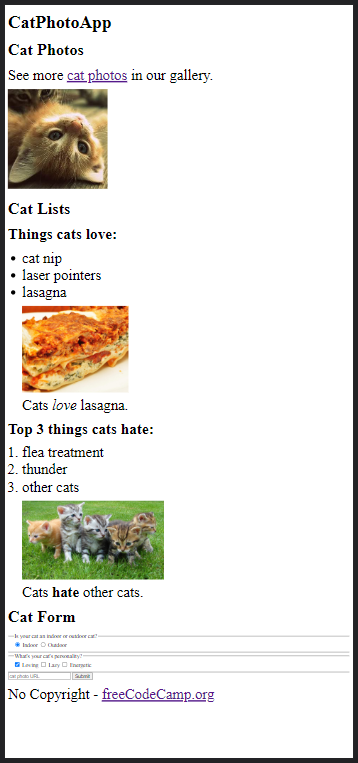 CatPhotoApp
Cat Photos
See more cat photos in our gallery.
Cat Lists
Things cats love:
• cat nip
• laser pointers
• lasagna
Cats love lasagna.
Top 3 things cats hate:
1. flea treatment
2. thunder
3. other cats
Cats hate other cats.
Cat Form
Is your cat an indoor or outdoor cat?
Indoor Outdoor
What's your cat's personality?
Loving Lazy Energetic
cat photo URL Submit
No Copyright - freeCodeCamp.org